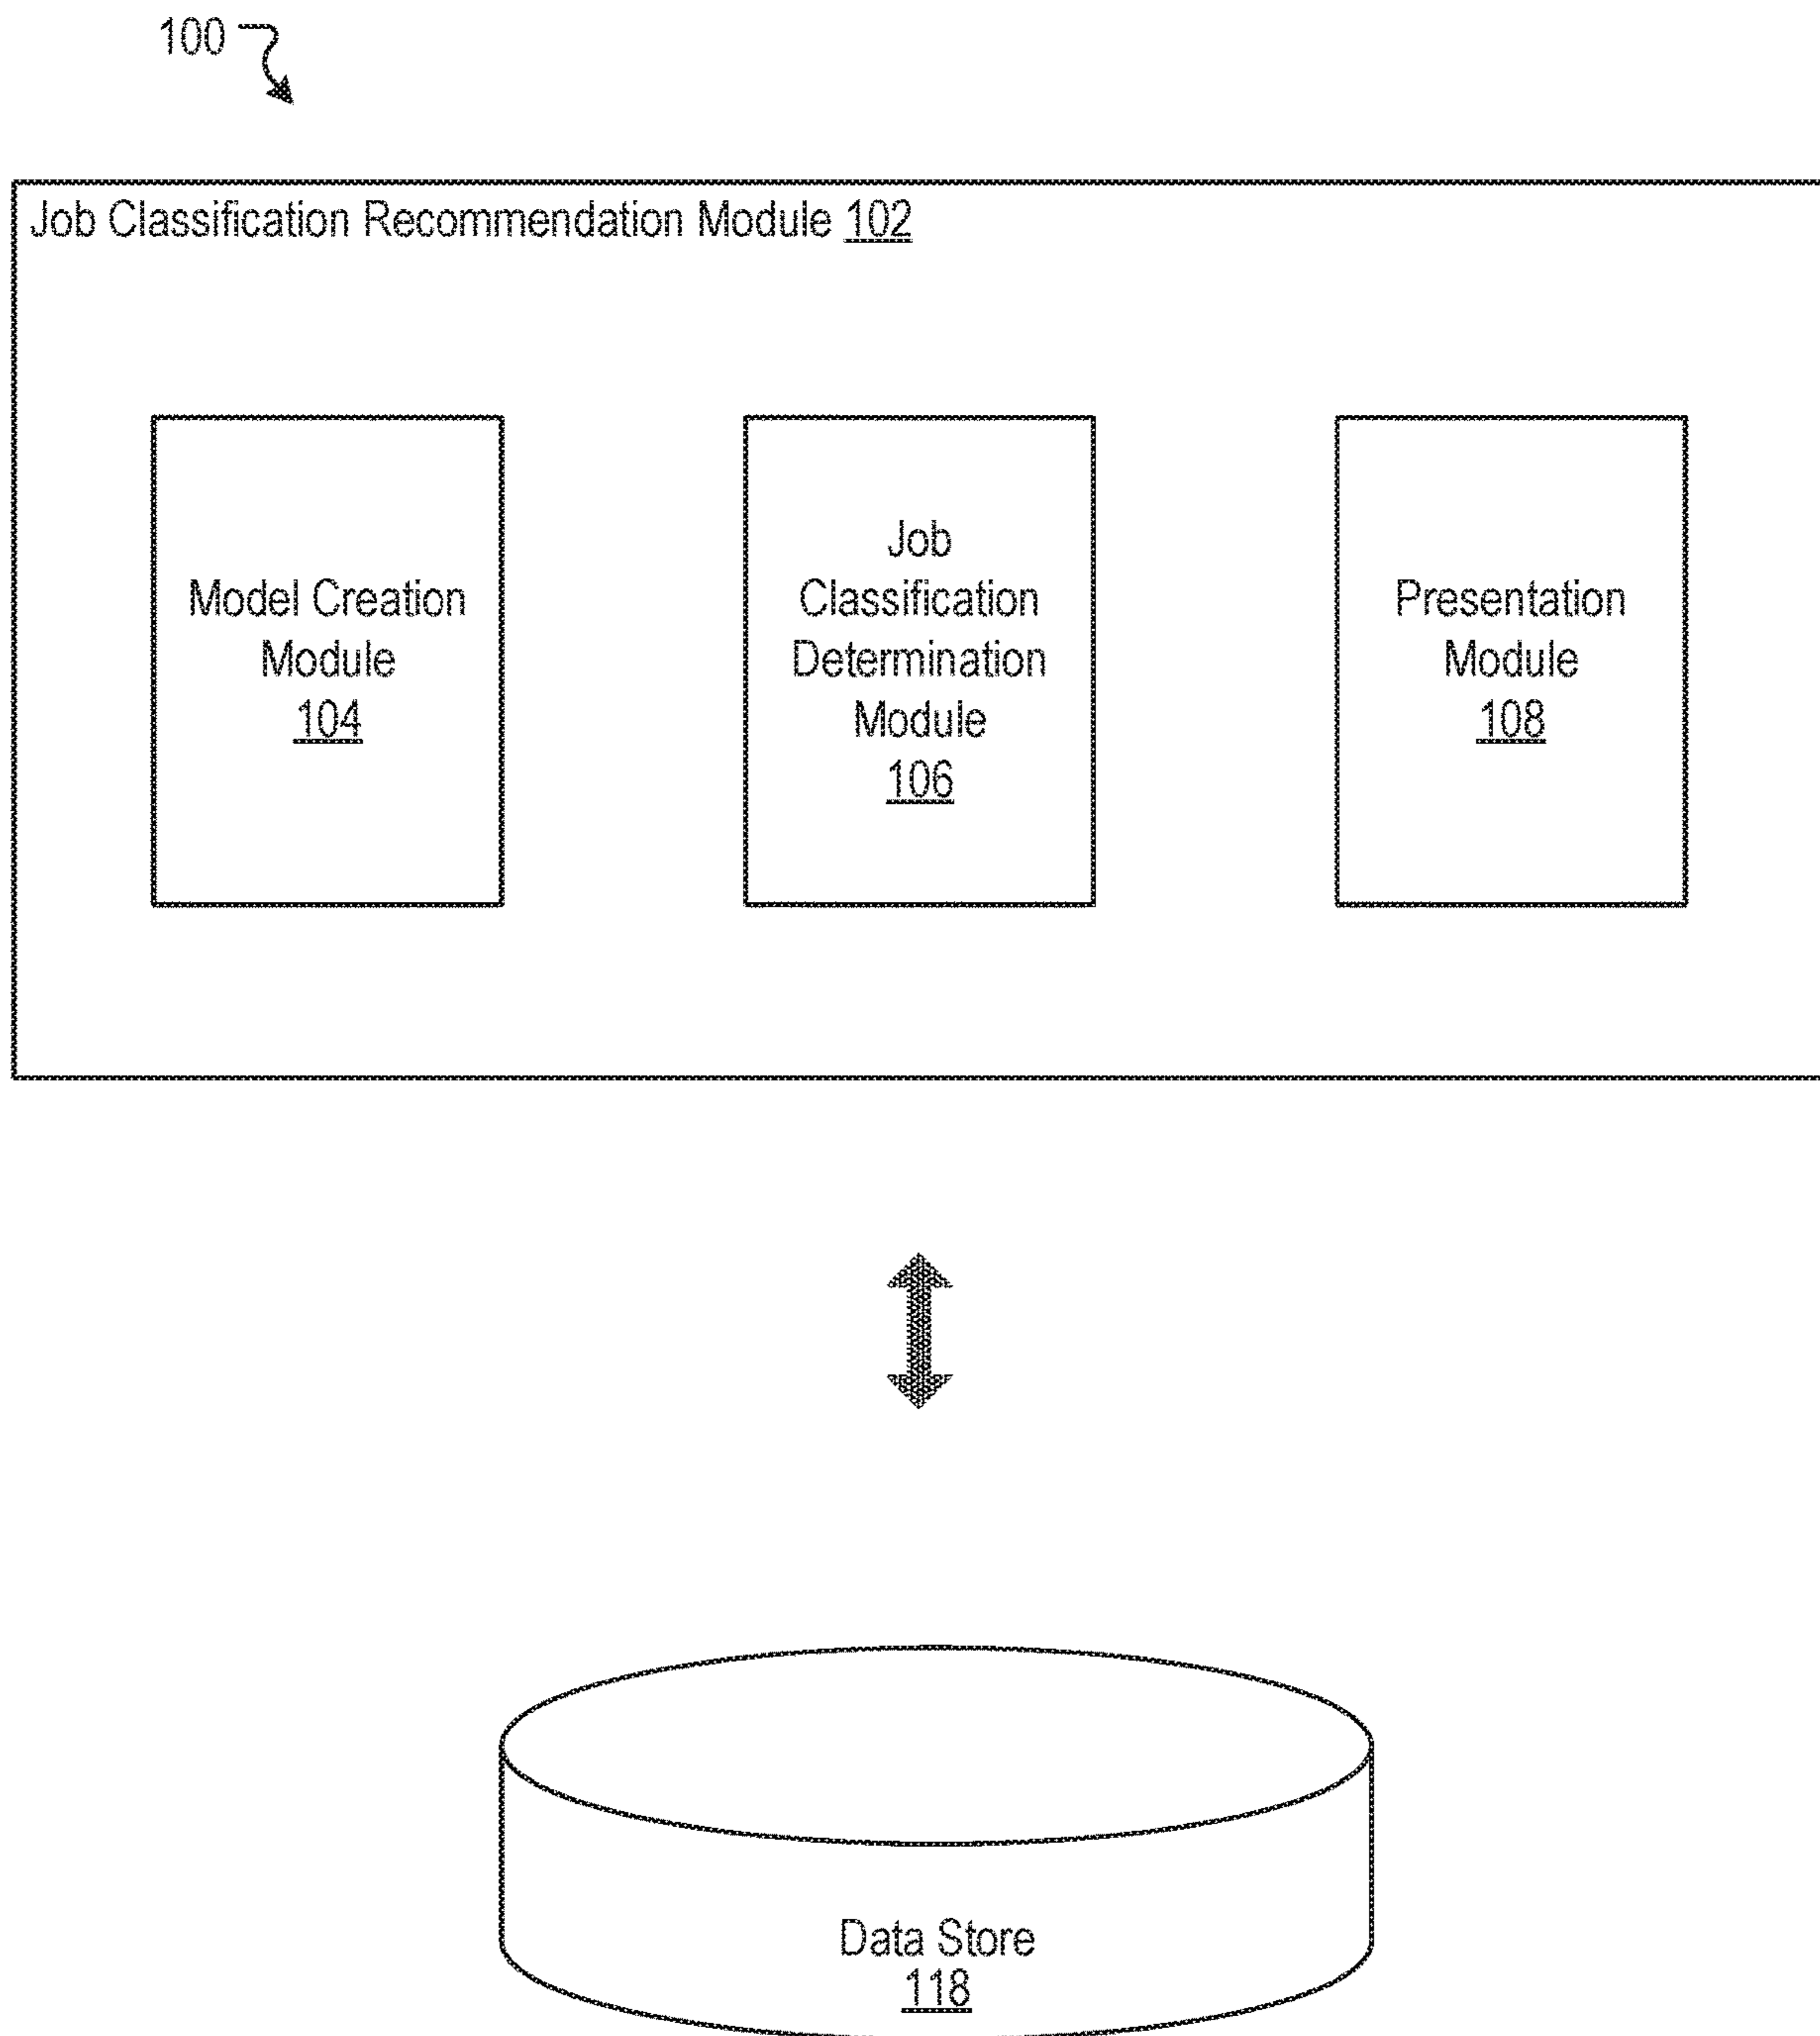 100
Job Classification Recommendation Module 102
Model Creation
Module
104
Job
Classification
Determination
Module
106
Presentation
Module
108
Data Store
118